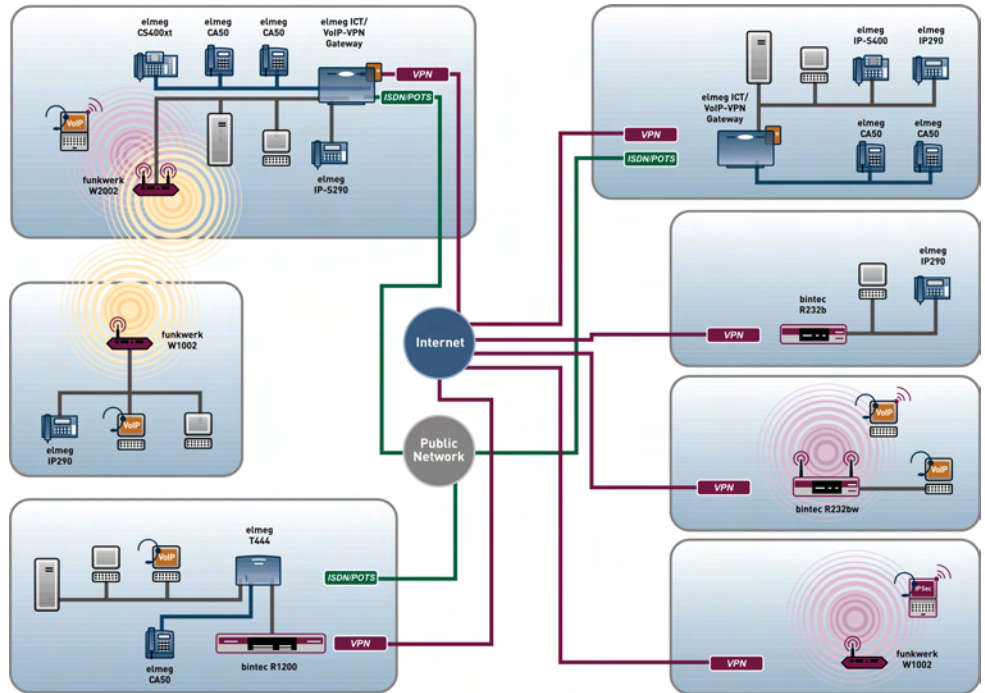 elmeg
CS400xt
elmeg
CA50
elmeg
CA50
elmeg ICT/
VoIP-VPN
Gateway
VPN
ISDN/POTS
VoIP
funkwerk
W2002
elmeg
IP-S290
funkwerk
W1002
elmeg
IP290
VoIP
elmeg
T444
VoIP
ISDN/POTS
elmeg
CA50
bintec R1200
VPN
Internet
Public
Network
elmeg
IP-S400
elmeg
IP290
elmeg ICT/
VoIP-VPN
Gateway
VPN
ISDN/POTS
elmeg
CA50
elmeg
CA50
elmeg
IP290
bintec
R232b
VPN
VoIP
VoIP
VPN
bintec R232bw
IPSec
VPN
funkwerk
W1002